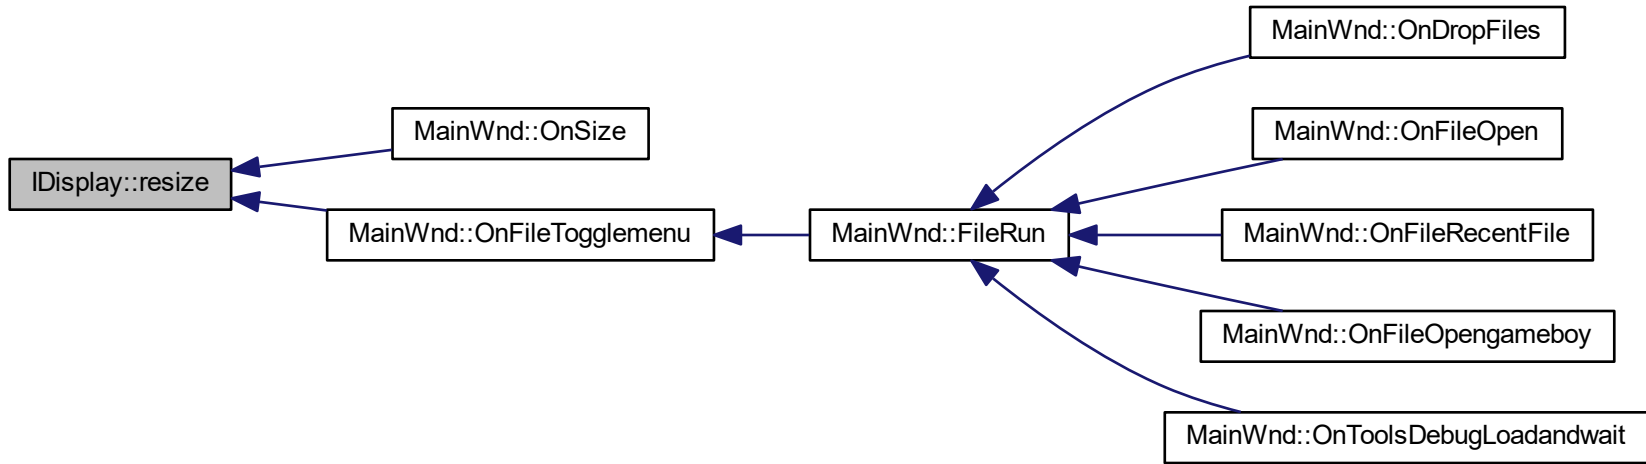 MainWnd::OnDropFiles
MainWnd::OnSize
MainWnd::OnFileOpen
IDisplay::resize
MainWnd::OnFileTogglemenu
MainWnd::FileRun
MainWnd::OnFileRecentFile
MainWnd::OnFileOpengameboy
MainWnd::OnToolsDebugLoadandwait